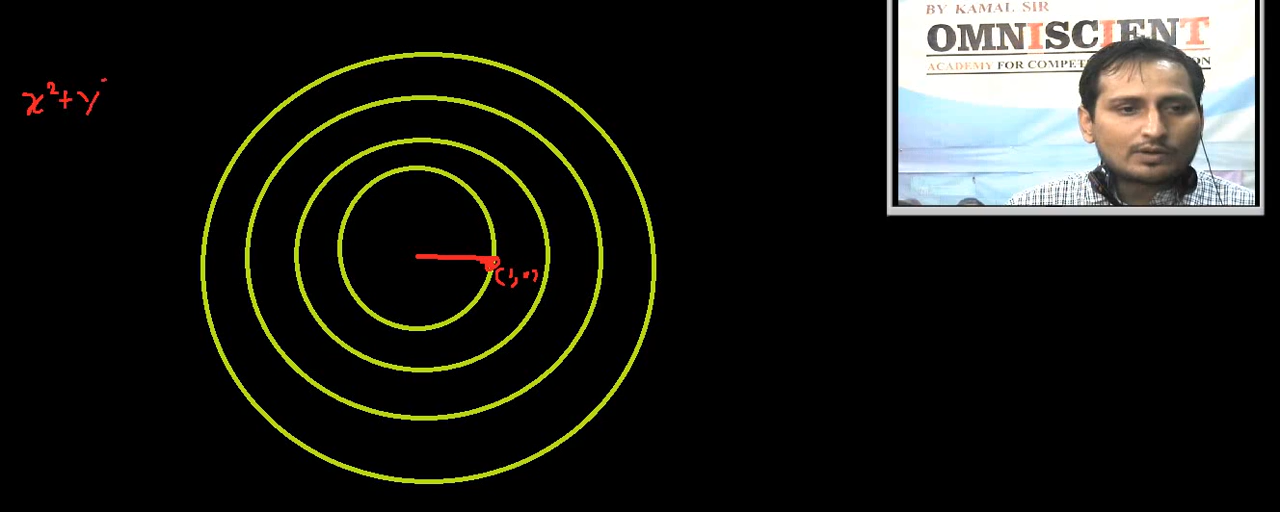 BY KAMAL SIR
OMNISCIENT
ACADEMY FOR COMPET
x²+y
(1,0)